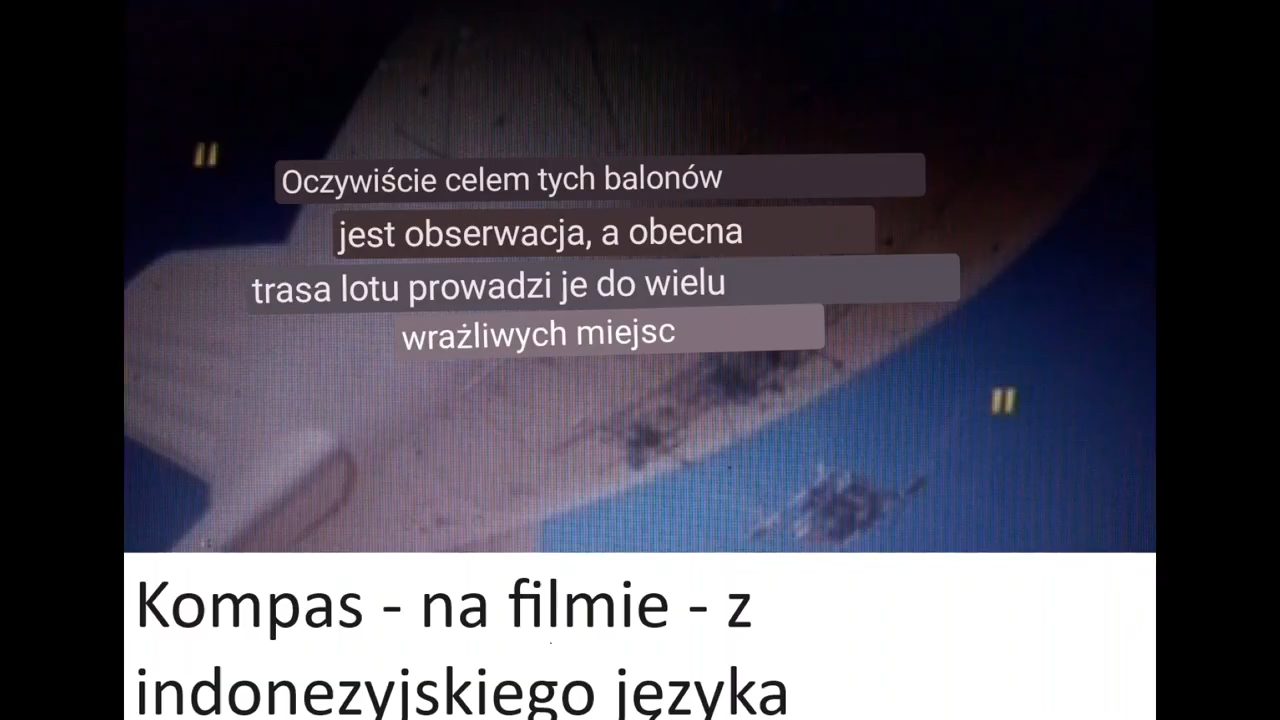 "
Oczywiście celem tych balonów
jest obserwacja, a obecna
trasa lotu prowadzi je do wielu
wrażliwych miejsc
"
Kompas - na filmie - z
indonezyjskiego języka